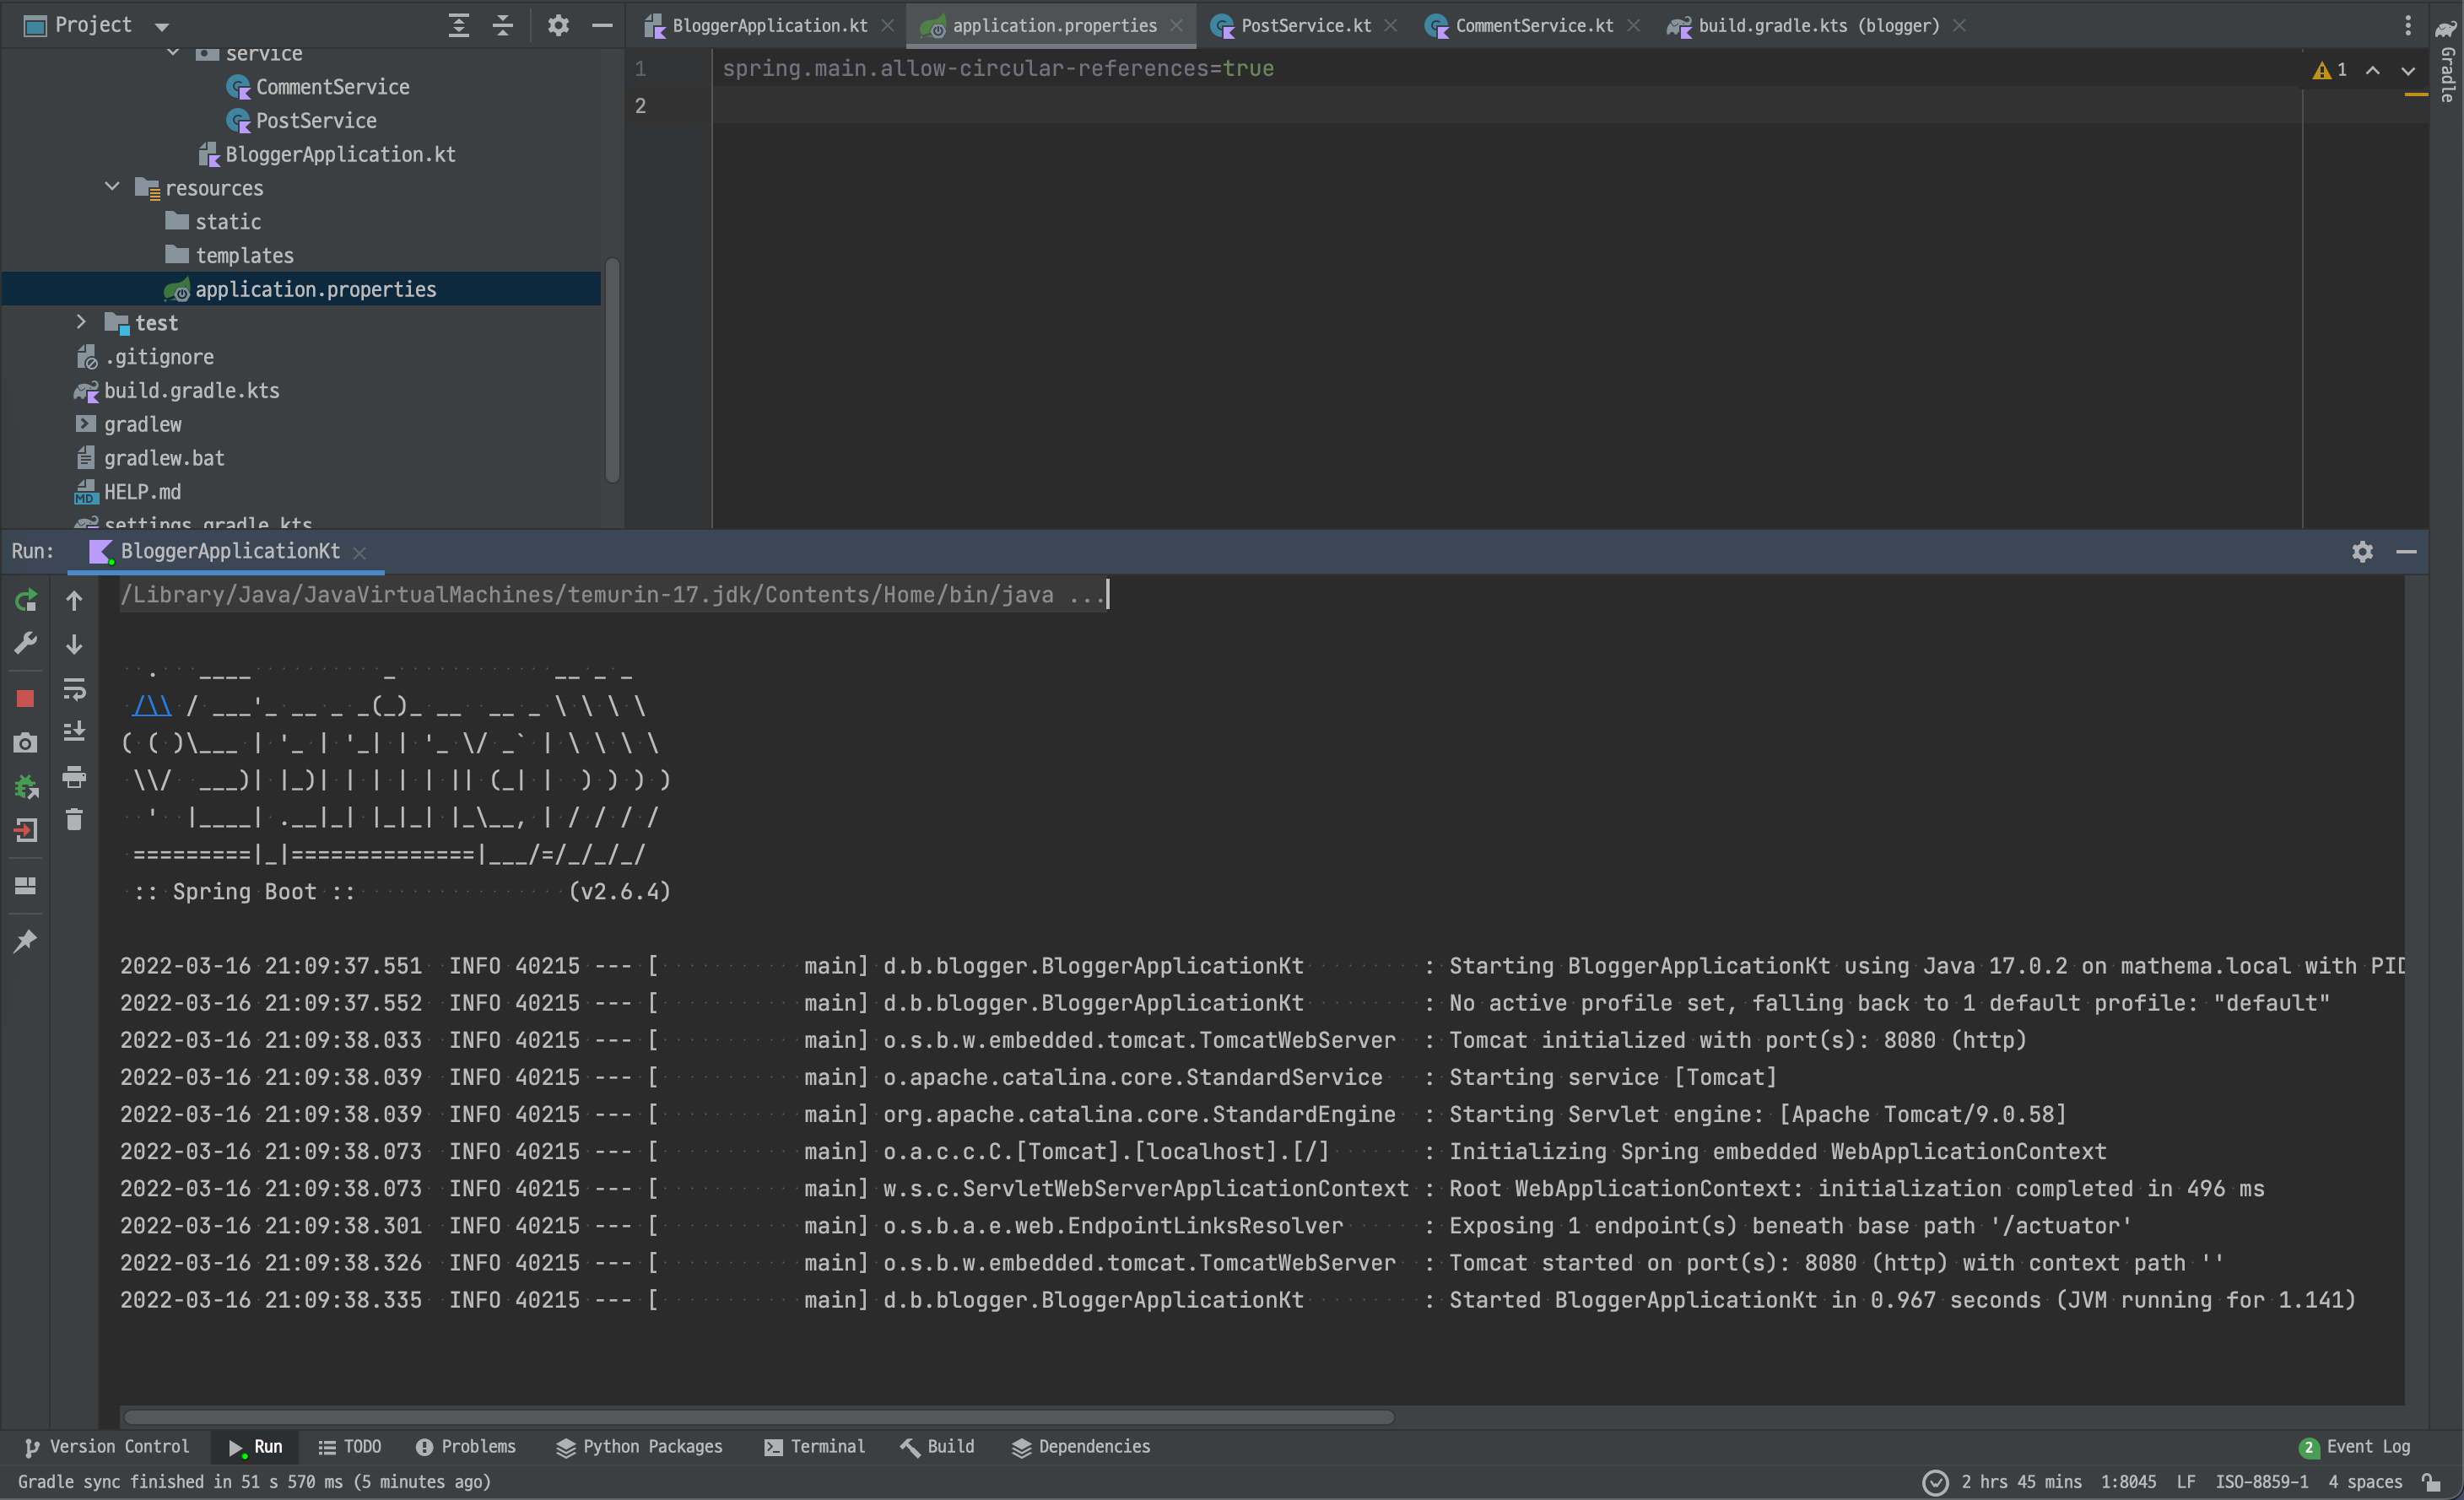 Project
BloggerApplication.kt
application.properties
PostService.kt
CommentService.kt
build.gradle.kts (blogger)
Gradle
service
CommentService
PostService
BloggerApplication.kt
resources
static
templates
application.properties
test
.gitignore
build.gradle.kts
gradlew
gradlew.bat
MD HELP.md
settings.gradle.kts
1 spring.main.allow-circular-references=true
2
1
Run: BloggerApplicationKt
/Library/Java/JavaVirtualMachines/temurin-17.jdk/Contents/Home/bin/java ...
  .   ____          _            __ _ _
 /\\ / ___'_ __ _ _(_)_ __  __ _ \ \ \ \
( ( )\___ | '_ | '_| | '_ \/ _` | \ \ \ \
 \\/  ___)| |_)| | | | | || (_| |  ) ) ) )
  '  |____| .__|_| |_|_| |_\__, | / / / /
 =========|_|==============|___/=/_/_/_/
 :: Spring Boot ::                (v2.6.4)
2022-03-16 21:09:37.551  INFO 40215 --- [           main] d.b.blogger.BloggerApplicationKt         : Starting BloggerApplicationKt using Java 17.0.2 on mathema.local with PID
2022-03-16 21:09:37.552  INFO 40215 --- [           main] d.b.blogger.BloggerApplicationKt         : No active profile set, falling back to 1 default profile: "default"
2022-03-16 21:09:38.033  INFO 40215 --- [           main] o.s.b.w.embedded.tomcat.TomcatWebServer  : Tomcat initialized with port(s): 8080 (http)
2022-03-16 21:09:38.039  INFO 40215 --- [           main] o.apache.catalina.core.StandardService   : Starting service [Tomcat]
2022-03-16 21:09:38.039  INFO 40215 --- [           main] org.apache.catalina.core.StandardEngine  : Starting Servlet engine: [Apache Tomcat/9.0.58]
2022-03-16 21:09:38.073  INFO 40215 --- [           main] o.a.c.c.C.[Tomcat].[localhost].[/]       : Initializing Spring embedded WebApplicationContext
2022-03-16 21:09:38.073  INFO 40215 --- [           main] w.s.c.ServletWebServerApplicationContext : Root WebApplicationContext: initialization completed in 496 ms
2022-03-16 21:09:38.301  INFO 40215 --- [           main] o.s.b.a.e.web.EndpointLinksResolver      : Exposing 1 endpoint(s) beneath base path '/actuator'
2022-03-16 21:09:38.326  INFO 40215 --- [           main] o.s.b.w.embedded.tomcat.TomcatWebServer  : Tomcat started on port(s): 8080 (http) with context path ''
2022-03-16 21:09:38.335  INFO 40215 --- [           main] d.b.blogger.BloggerApplicationKt         : Started BloggerApplicationKt in 0.967 seconds (JVM running for 1.141)
Version Control Run TODO Problems Python Packages Terminal Build Dependencies 2 Event Log
Gradle sync finished in 51 s 570 ms (5 minutes ago) 2 hrs 45 mins 1:8045 LF ISO-8859-1 4 spaces